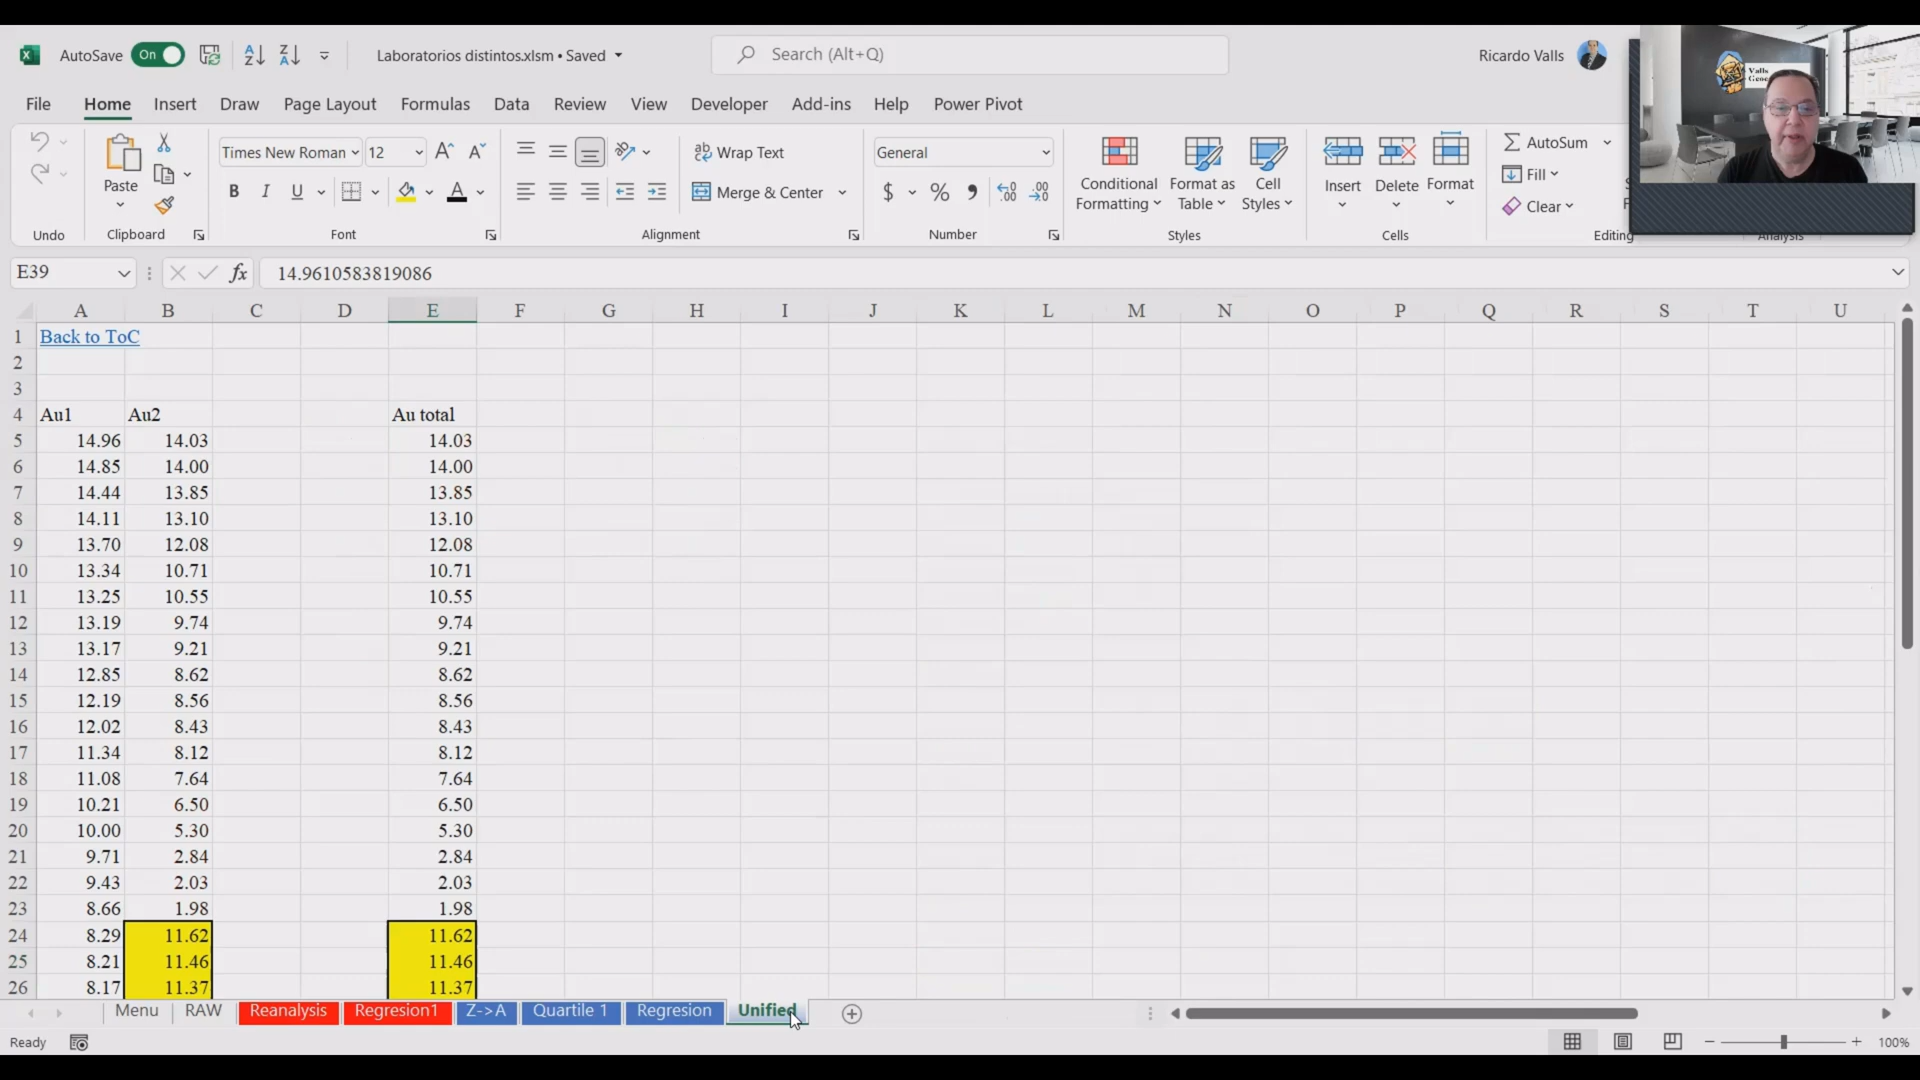 AutoSave On Laboratorios distintos.xlsm • Saved Search (Alt+Q) Ricardo Valls
Valls
File Home Insert Draw Page Layout Formulas Data Review View Developer Add-ins Help Power Pivot
Paste Times New Roman 12 Wrap Text General Conditional Formatting Format as Table Cell Styles Insert Delete Format AutoSum
Fill
B I U Merge & Center $ % Clear
Undo Clipboard Font Alignment Number Styles Cells Editing Analysis
E39 fx 14.9610583819086
A B C D E F G H I J K L M N O P Q R S T U
1 Back to ToC
2
3
4 Au1 Au2 Au total
5 14.96 14.03 14.03
6 14.85 14.00 14.00
7 14.44 13.85 13.85
8 14.11 13.10 13.10
9 13.70 12.08 12.08
10 13.34 10.71 10.71
11 13.25 10.55 10.55
12 13.19 9.74 9.74
13 13.17 9.21 9.21
14 12.85 8.62 8.62
15 12.19 8.56 8.56
16 12.02 8.43 8.43
17 11.34 8.12 8.12
18 11.08 7.64 7.64
19 10.21 6.50 6.50
20 10.00 5.30 5.30
21 9.71 2.84 2.84
22 9.43 2.03 2.03
23 8.66 1.98 1.98
24 8.29 11.62 11.62
25 8.21 11.46 11.46
26 8.17 11.37 11.37
Menu RAW Reanalysis Regresion1 Z->A Quartile 1 Regresion Unified
Ready 100%